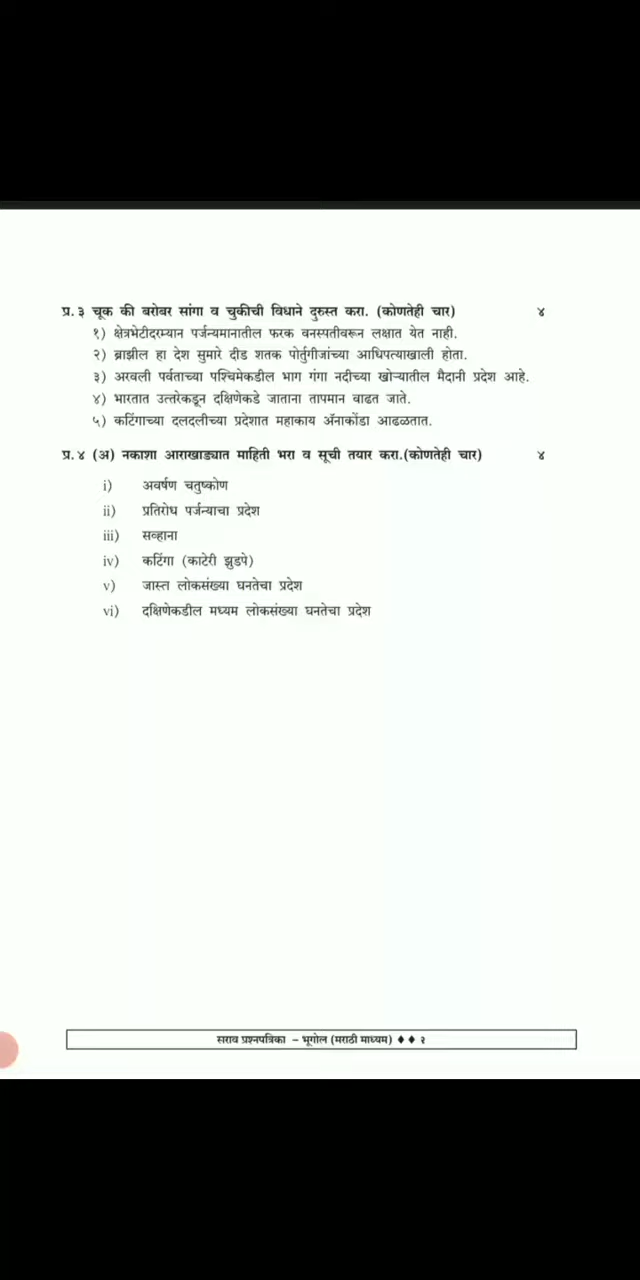 प्र.३ चूक की बरोबर सांगा व चुकीची विधाने दुरुस्त करा. (कोणतेही चार) ४
१) क्षेत्रभेटीदरम्यान पर्जन्यमानातील फरक वनस्पतीवरून लक्षात येत नाही.
२) ब्राझील हा देश सुमारे दीड शतक पोर्तुगीजांच्या आधिपत्याखाली होता.
३) अरवली पर्वताच्या पश्चिमेकडील भाग गंगा नदीच्या खोऱ्यातील मैदानी प्रदेश आहे.
४) भारतात उत्तरेकडून दक्षिणेकडे जाताना तापमान वाढत जाते.
५) कटिंगाच्या दलदलीच्या प्रदेशात महाकाय ॲनाकोंडा आढळतात.
प्र.४ (अ) नकाशा आराखाड्यात माहिती भरा व सूची तयार करा.(कोणतेही चार) ४
i) अवर्षण चतुष्कोण
ii) प्रतिरोध पर्जन्याचा प्रदेश
iii) सव्हाना
iv) कटिंगा (काटेरी झुडपे)
v) जास्त लोकसंख्या घनतेचा प्रदेश
vi) दक्षिणेकडील मध्यम लोकसंख्या घनतेचा प्रदेश
सराव प्रश्नपत्रिका – भूगोल (मराठी माध्यम) ♦ ♦ २